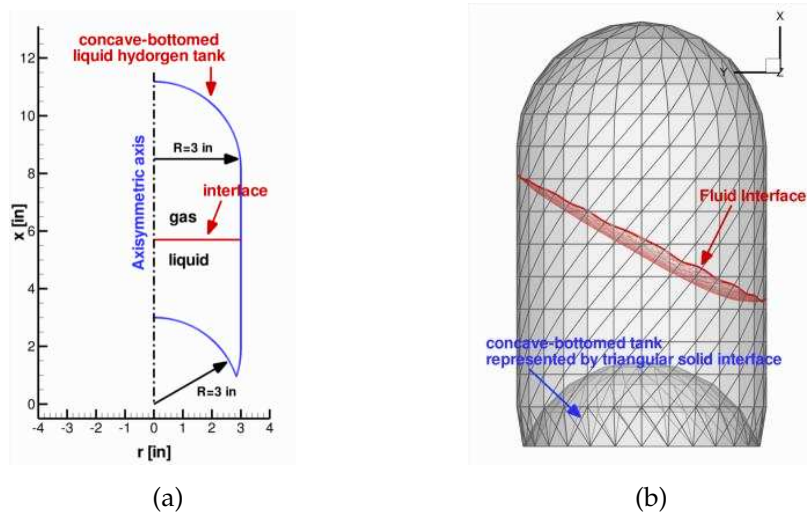 concave-bottomed
liquid hydorgen tank
12
10
8
6
4
2
0
x [in]
Axisymmetric axis
R=3 in
interface
gas
liquid
R=3 in
-4 -3 -2 -1 0 1 2 3 4
r [in]
(a)
X
Y
Z
Fluid Interface
concave-bottomed tank
represented by triangular solid interface
(b)